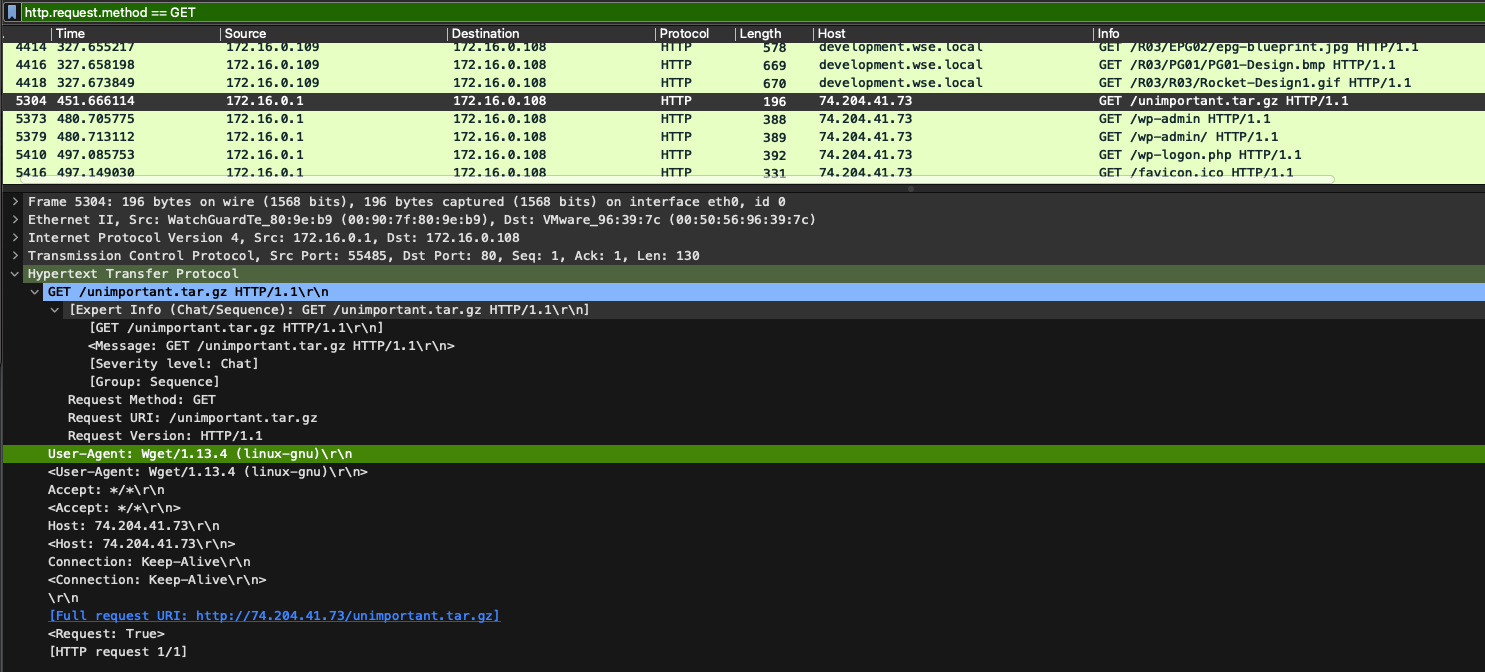 http.request.method == GET
Time Source Destination Protocol Length Host Info
4414 327.655217 172.16.0.109 172.16.0.108 HTTP 578 development.wse.local GET /R03/EPG02/epg-blueprint.jpg HTTP/1.1
4416 327.658198 172.16.0.109 172.16.0.108 HTTP 669 development.wse.local GET /R03/PG01/PG01-Design.bmp HTTP/1.1
4418 327.673849 172.16.0.109 172.16.0.108 HTTP 670 development.wse.local GET /R03/R03/Rocket-Design1.gif HTTP/1.1
5304 451.666114 172.16.0.1 172.16.0.108 HTTP 196 74.204.41.73 GET /unimportant.tar.gz HTTP/1.1
5373 480.705775 172.16.0.1 172.16.0.108 HTTP 388 74.204.41.73 GET /wp-admin HTTP/1.1
5379 480.713112 172.16.0.1 172.16.0.108 HTTP 389 74.204.41.73 GET /wp-admin/ HTTP/1.1
5410 497.085753 172.16.0.1 172.16.0.108 HTTP 392 74.204.41.73 GET /wp-logon.php HTTP/1.1
5416 497.149030 172.16.0.1 172.16.0.108 HTTP 331 74.204.41.73 GET /favicon.ico HTTP/1.1
Frame 5304: 196 bytes on wire (1568 bits), 196 bytes captured (1568 bits) on interface eth0, id 0
Ethernet II, Src: WatchGuardTe_80:9e:b9 (00:90:7f:80:9e:b9), Dst: VMware_96:39:7c (00:50:56:96:39:7c)
Internet Protocol Version 4, Src: 172.16.0.1, Dst: 172.16.0.108
Transmission Control Protocol, Src Port: 55485, Dst Port: 80, Seq: 1, Ack: 1, Len: 130
Hypertext Transfer Protocol
GET /unimportant.tar.gz HTTP/1.1\r\n
[Expert Info (Chat/Sequence): GET /unimportant.tar.gz HTTP/1.1\r\n]
[GET /unimportant.tar.gz HTTP/1.1\r\n]
<Message: GET /unimportant.tar.gz HTTP/1.1\r\n>
[Severity level: Chat]
[Group: Sequence]
Request Method: GET
Request URI: /unimportant.tar.gz
Request Version: HTTP/1.1
User-Agent: Wget/1.13.4 (linux-gnu)\r\n
<User-Agent: Wget/1.13.4 (linux-gnu)\r\n>
Accept: */*\r\n
<Accept: */*\r\n>
Host: 74.204.41.73\r\n
<Host: 74.204.41.73\r\n>
Connection: Keep-Alive\r\n
<Connection: Keep-Alive\r\n>
\r\n
[Full request URI: http://74.204.41.73/unimportant.tar.gz]
<Request: True>
[HTTP request 1/1]